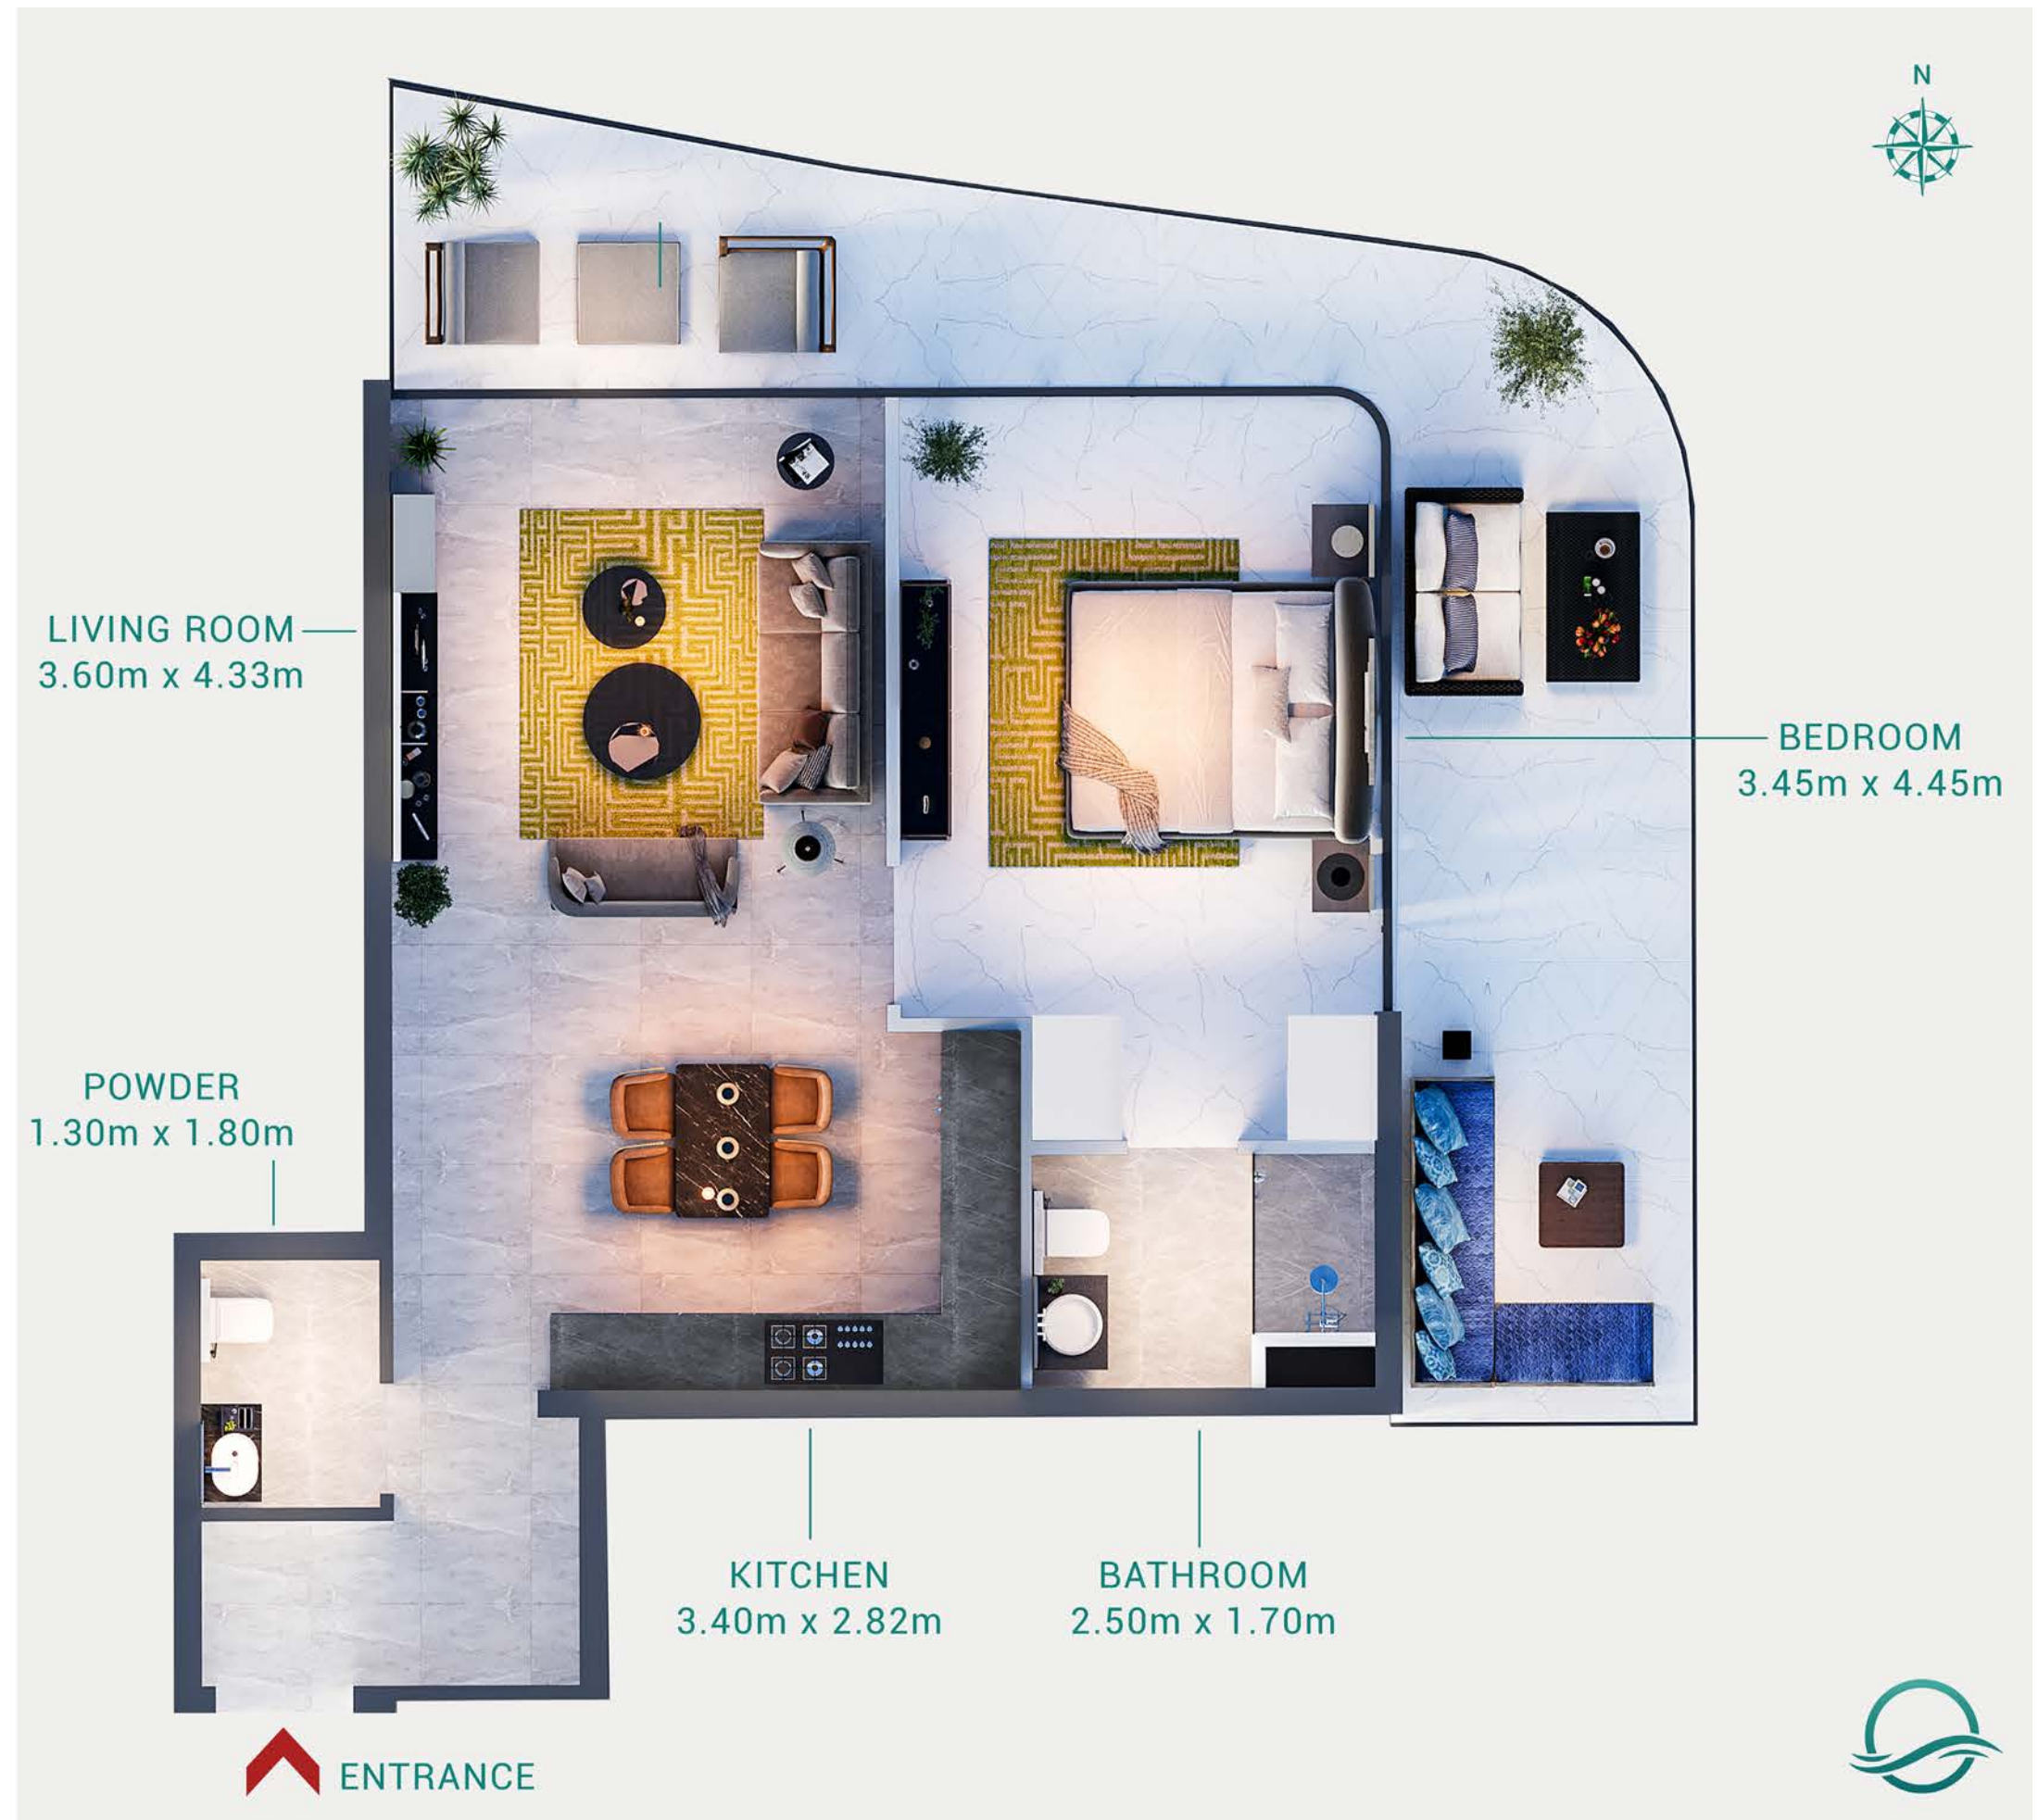 N
LIVING ROOM
3.60m x 4.33m
BEDROOM
3.45m x 4.45m
POWDER
1.30m x 1.80m
KITCHEN
3.40m x 2.82m
BATHROOM
2.50m x 1.70m
ENTRANCE